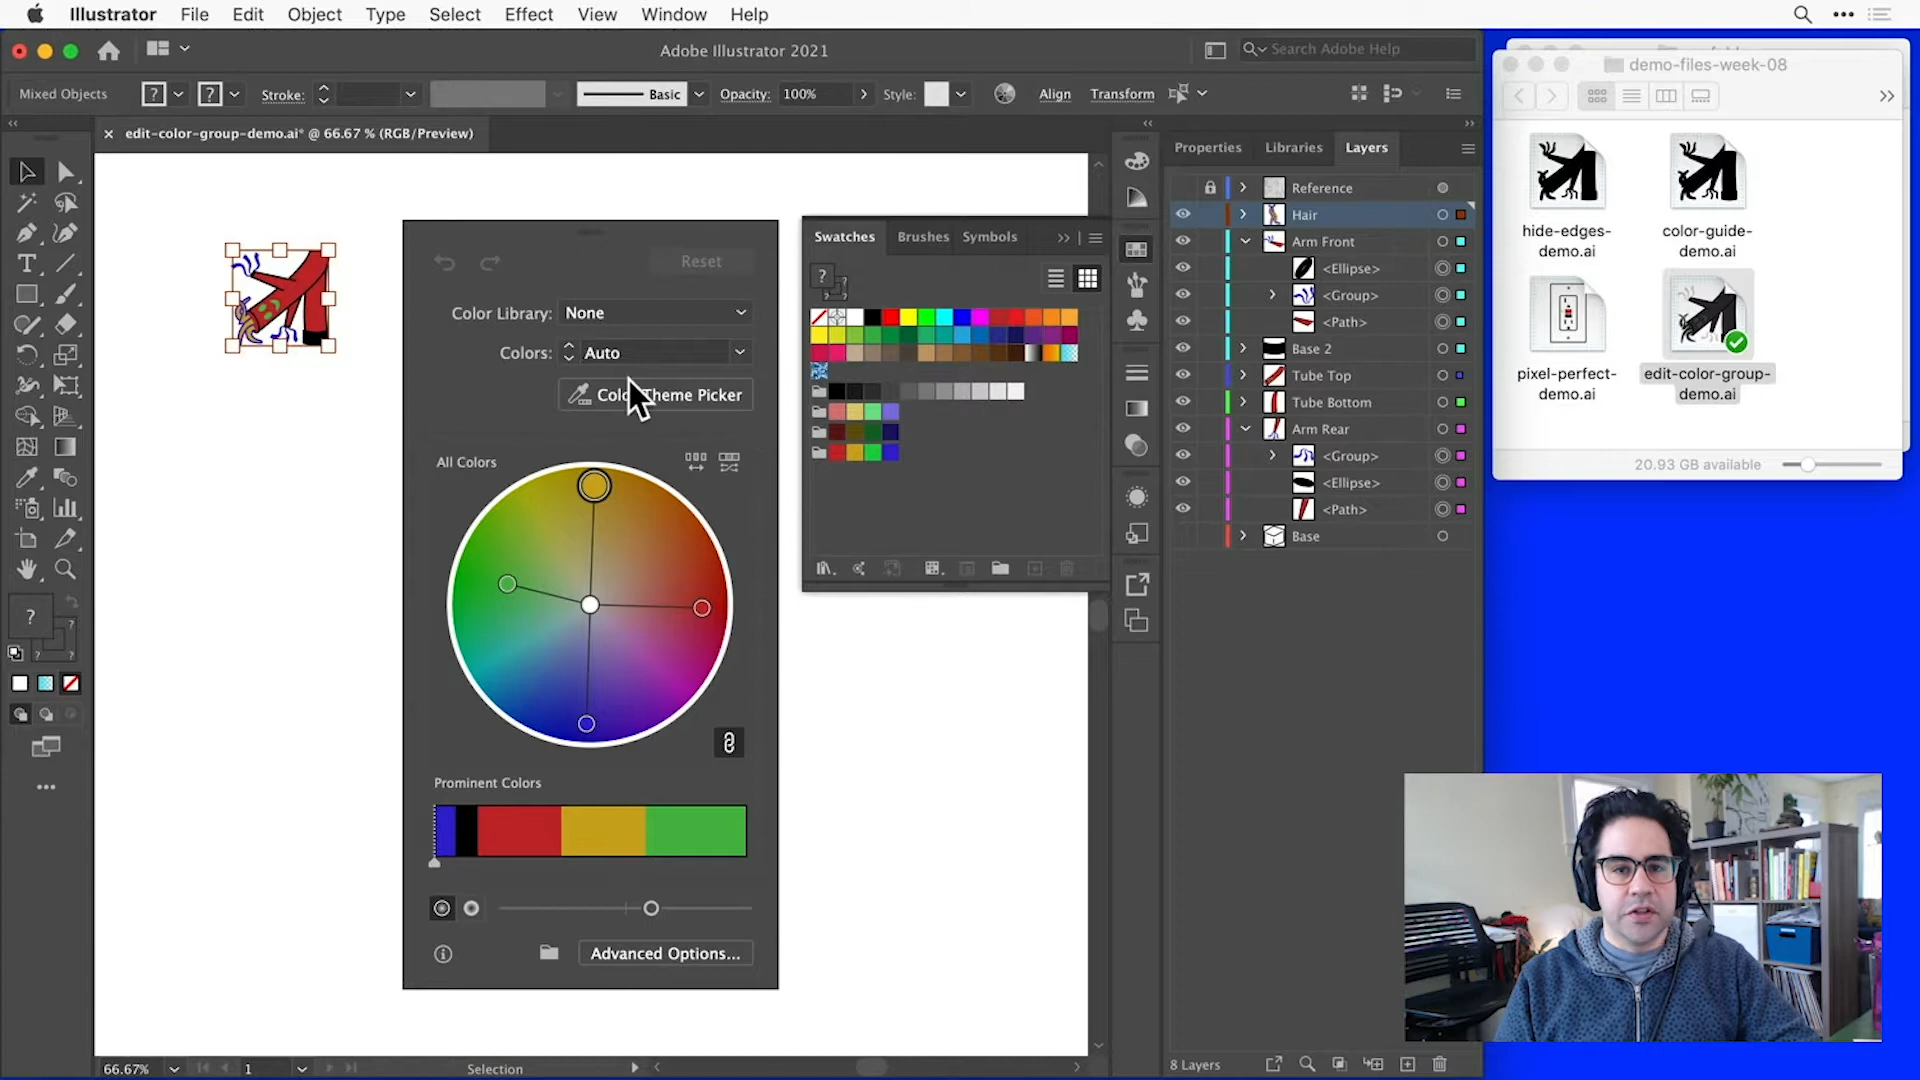 Illustrator File Edit Object Type Select Effect View Window Help
Adobe Illustrator 2021
Search Adobe Help
Mixed Objects ? ? Stroke: Basic Opacity: 100% Style: Align Transform
edit-color-group-demo.ai* @ 66.67 % (RGB/Preview)
Reset
Color Library: None
Colors: Auto
Color Theme Picker
All Colors
Prominent Colors
Advanced Options...
Swatches Brushes Symbols
?
Properties Libraries Layers
Reference
Hair
Arm Front
<Ellipse>
<Group>
<Path>
Base 2
Tube Top
Tube Bottom
Arm Rear
<Group>
<Ellipse>
<Path>
Base
8 Layers
demo-files-week-08
hide-edges-
demo.ai
color-guide-
demo.ai
pixel-perfect-
demo.ai
edit-color-group-
demo.ai
20.93 GB available
?
?
? ?
66.67% 1 Selection